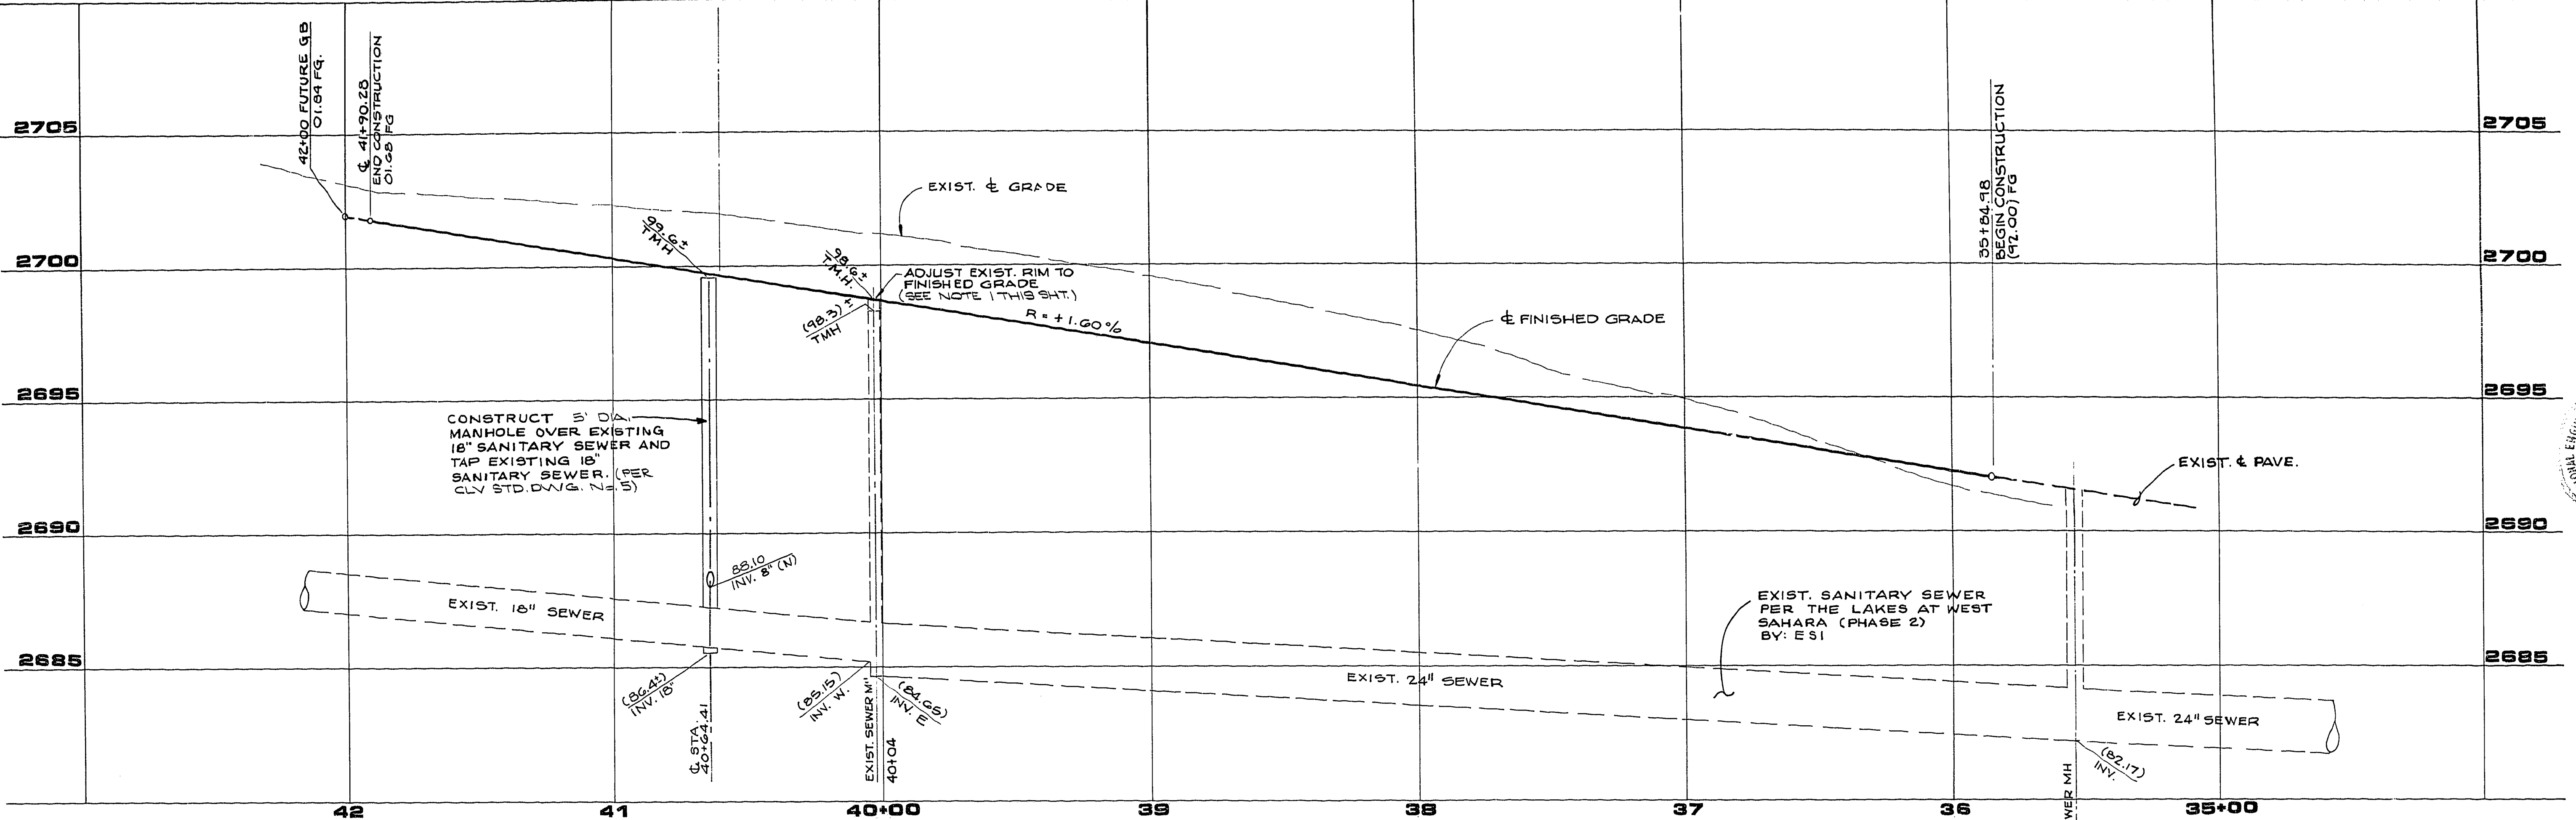 42+00 FUTURE GB
01.84 FG.
℄ 41+90.28
END CONSTRUCTION
01.68 FG
35+84.98
BEGIN CONSTRUCTION
(92.00) FG
2705
2705
EXIST. ℄ GRADE
99.6±
TMH
98.6±
T.M.H.
ADJUST EXIST. RIM TO
FINISHED GRADE
(SEE NOTE 1 THIS SHT.)
2700
2700
(98.3)±
TMH
R = +1.60%
℄ FINISHED GRADE
2695
2695
CONSTRUCT 5' DIA.
MANHOLE OVER EXISTING
18" SANITARY SEWER AND
TAP EXISTING 18"
SANITARY SEWER. (PER
CLV STD. DWG. No. 5)
EXIST. ℄ PAVE.
2690
2690
88.10
INV. 8" (N)
EXIST. 18" SEWER
EXIST. SANITARY SEWER
PER THE LAKES AT WEST
SAHARA (PHASE 2)
BY: ESI
2685
2685
(86.4±)
INV. 18"
℄ STA.
40+64.41
(85.15)
INV. W.
EXIST. SEWER M"
40+04
(84.65)
INV. E
EXIST. 24" SEWER
EXIST. 24" SEWER
(82.17)
INV.
WER MH
42
41
40+00
39
38
37
36
35+00